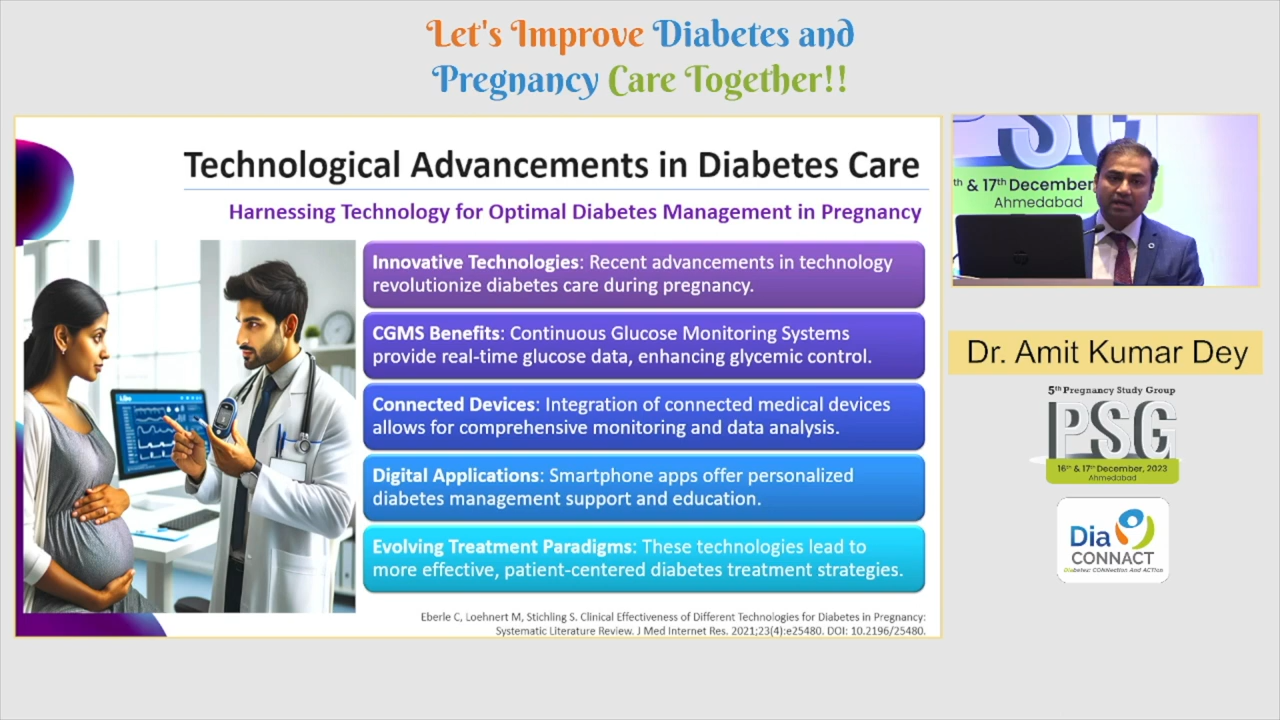 Let's Improve Diabetes and
Pregnancy Care Together!!
Technological Advancements in Diabetes Care
Harnessing Technology for Optimal Diabetes Management in Pregnancy
Innovative Technologies: Recent advancements in technology
revolutionize diabetes care during pregnancy.
CGMS Benefits: Continuous Glucose Monitoring Systems
provide real-time glucose data, enhancing glycemic control.
Connected Devices: Integration of connected medical devices
allows for comprehensive monitoring and data analysis.
Digital Applications: Smartphone apps offer personalized
diabetes management support and education.
Evolving Treatment Paradigms: These technologies lead to
more effective, patient-centered diabetes treatment strategies.
Eberle C, Loehnert M, Stichling S. Clinical Effectiveness of Different Technologies for Diabetes in Pregnancy:
Systematic Literature Review. J Med Internet Res. 2021;23(4):e25480. DOI: 10.2196/25480.
PSG
th & 17th December
Ahmedabad
Dr. Amit Kumar Dey
5th Pregnancy Study Group
PSG
16th & 17th December, 2023
Ahmedabad
Dia
CONNACT
Diabetes: CONNection And ACTion